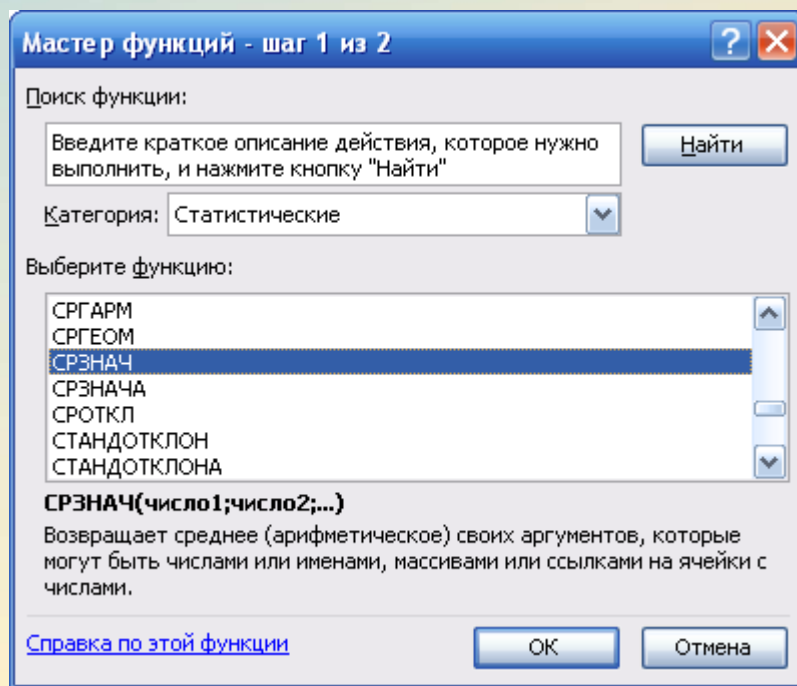 Мастер функций - шаг 1 из 2
Поиск функции:
Введите краткое описание действия, которое нужно
выполнить, и нажмите кнопку "Найти"
Найти
Категория: Статистические
Выберите функцию:
СРГАРМ
СРГЕОМ
СРЗНАЧ
СРЗНАЧА
СРОТКЛ
СТАНДОТКЛОН
СТАНДОТКЛОНА
СРЗНАЧ(число1;число2;...)
Возвращает среднее (арифметическое) своих аргументов, которые
могут быть числами или именами, массивами или ссылками на ячейки с
числами.
Справка по этой функции
ОК
Отмена